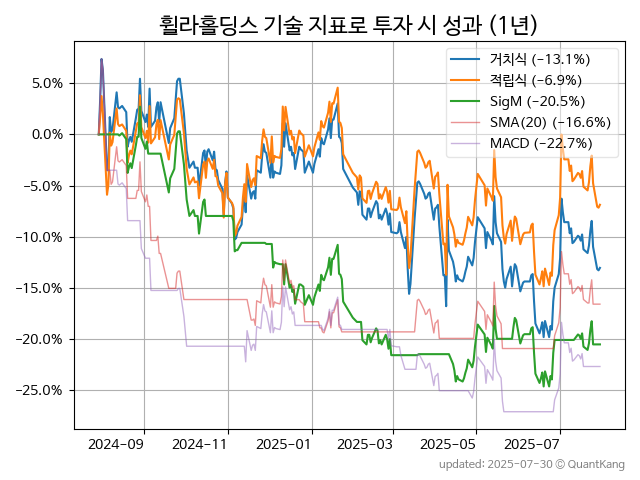 휠라홀딩스 기술 지표로 투자 시 성과 (1년)
거치식 (−13.1%)
적립식 (−6.9%)
SigM (−20.5%)
SMA(20) (−16.6%)
MACD (−22.7%)
5.0%
0.0%
−5.0%
−10.0%
−15.0%
−20.0%
−25.0%
2024−09
2024−11
2025−01
2025−03
2025−05
2025−07
updated: 2025-07-30 © QuantKang